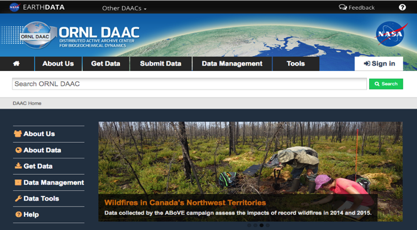 NASA EARTHDATA Other DAACs Feedback
ORNL DAAC ORNL DAAC NASA
DISTRIBUTED ACTIVE ARCHIVE CENTER
FOR BIOGEOCHEMICAL DYNAMICS
About Us Get Data Submit Data Data Management Tools Sign in
Search ORNL DAAC Search
DAAC Home
About Us
About Data
Get Data
Data Management
Data Tools
Help
Wildfires in Canada's Northwest Territories
Data collected by the ABoVE campaign assess the impacts of record wildfires in 2014 and 2015.